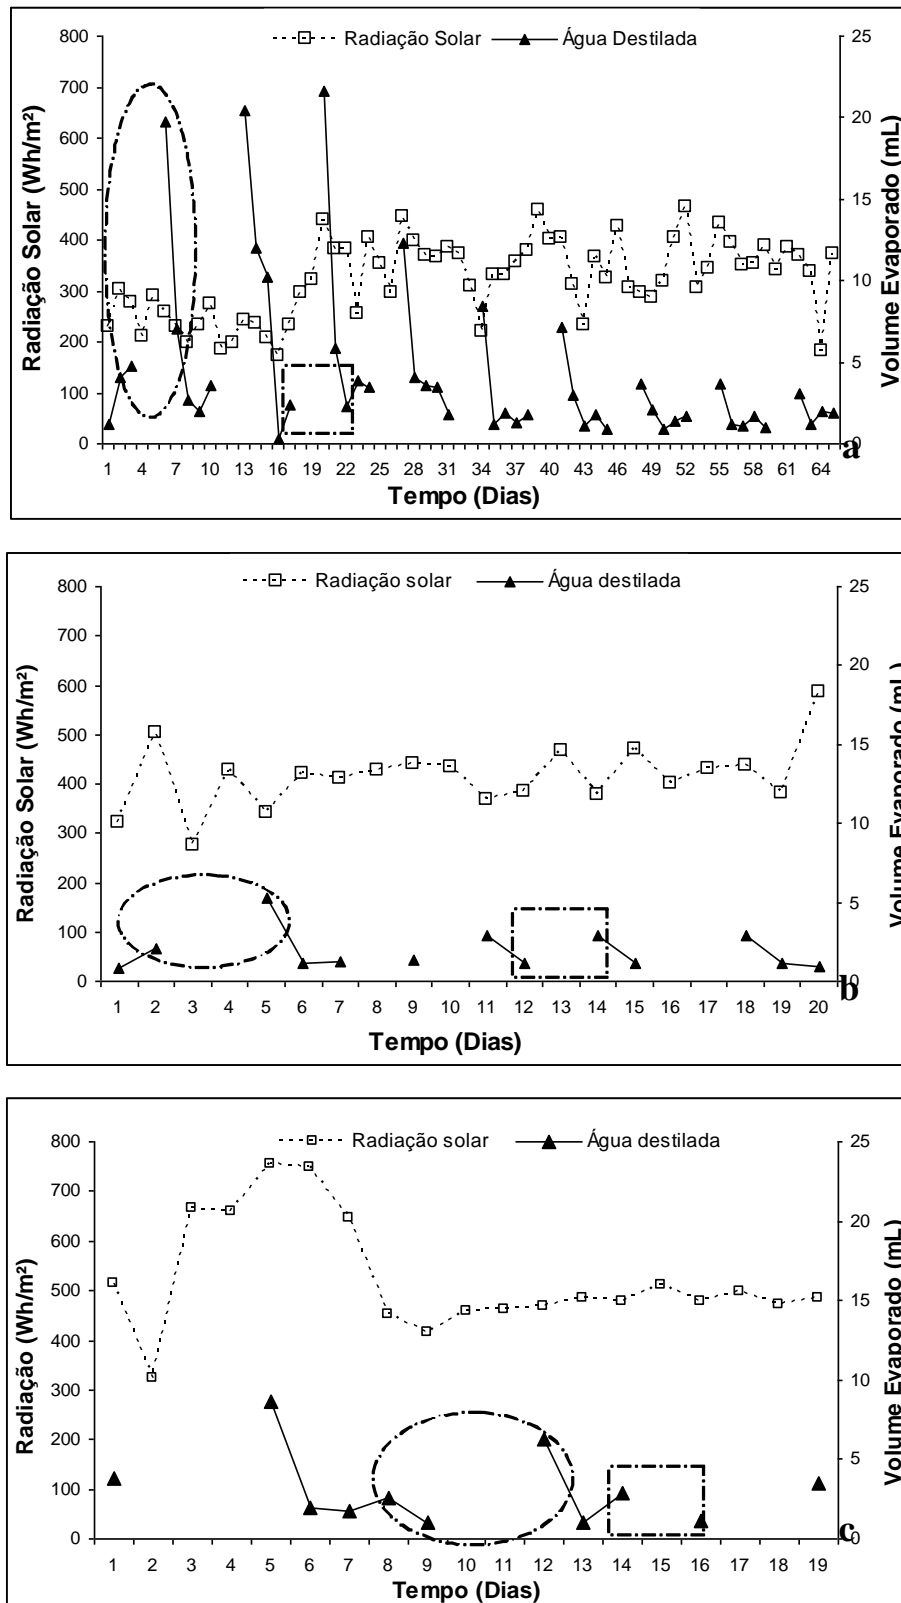 Radiação Solar Água Destilada
800 25
700
20
600
500
15
400
10
300
200
5
100
0 0
1 4 7 10 13 16 19 22 25 28 31 34 37 40 43 46 49 52 55 58 61 64
Tempo (Dias)
Radiação Solar (Wh/m²)
Volume Evaporado (mL)
a
Radiação solar Água destilada
800 25
700
20
600
500
15
400
10
300
200
5
100
0 0
1 2 3 4 5 6 7 9 10 11 12 13 14 15 16 17 18 19 20
Tempo (Dias)
Radiação Solar (Wh/m²)
Volume Evaporado (mL)
b
Radiação solar Água destilada
800 25
700
20
600
500
15
400
10
300
200
5
100
0 0
1 2 3 4 5 6 7 8 9 10 11 12 13 14 15 16 17 18 19
Tempo (Dias)
Radiação (Wh/m²)
Volume Evaporado (mL)
c